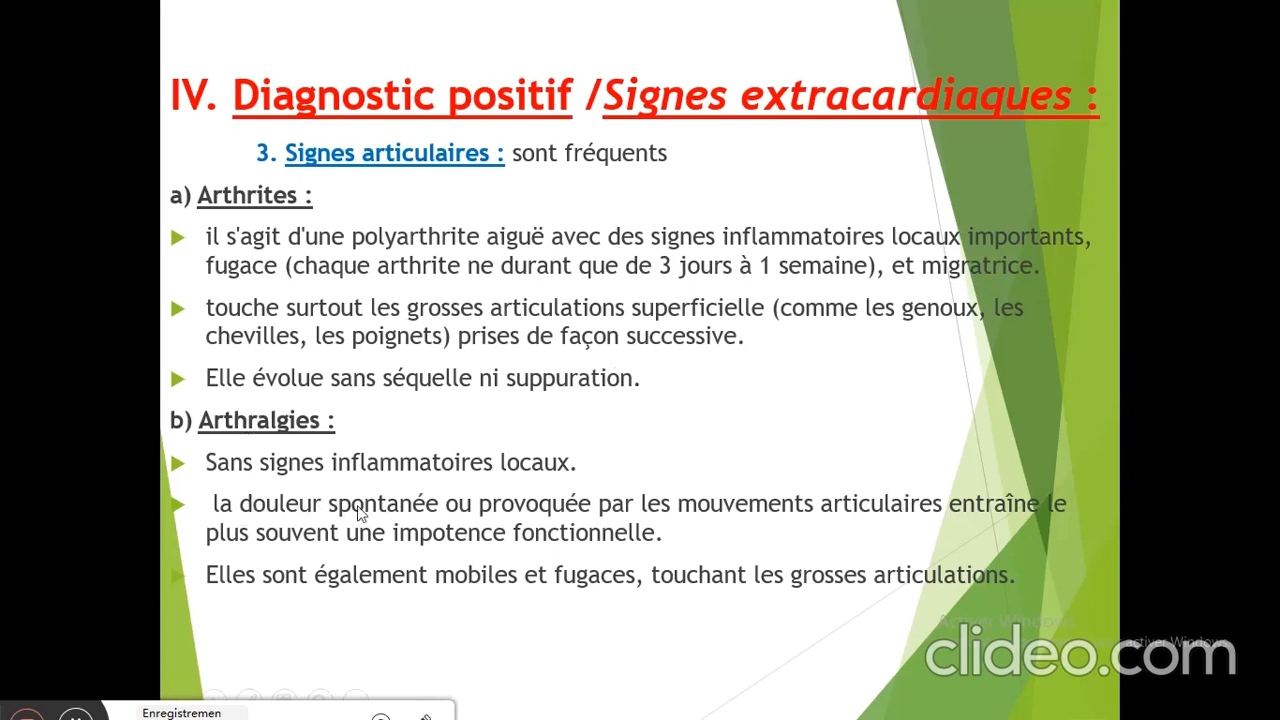 IV. Diagnostic positif /Signes extracardiaques :
3. Signes articulaires : sont fréquents
a) Arthrites :
il s'agit d'une polyarthrite aiguë avec des signes inflammatoires locaux importants,
fugace (chaque arthrite ne durant que de 3 jours à 1 semaine), et migratrice.
touche surtout les grosses articulations superficielle (comme les genoux, les
chevilles, les poignets) prises de façon successive.
Elle évolue sans séquelle ni suppuration.
b) Arthralgies :
Sans signes inflammatoires locaux.
la douleur spontanée ou provoquée par les mouvements articulaires entraîne le
plus souvent une impotence fonctionnelle.
Elles sont également mobiles et fugaces, touchant les grosses articulations.
Activer Windows
activer Windows
clideo.com
Enregistremen